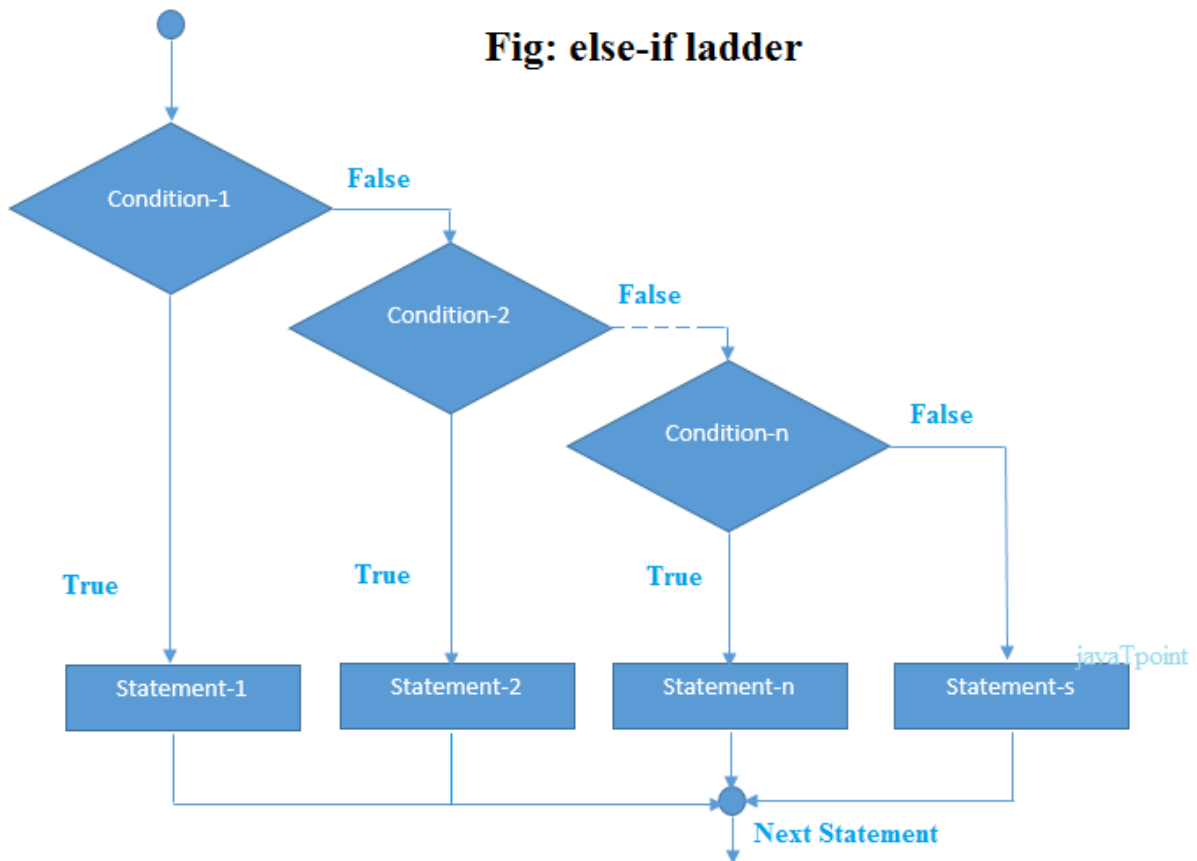 Fig: else-if ladder
Condition-1
False
Condition-2
False
Condition-n
False
True
True
True
Statement-1
Statement-2
Statement-n
Statement-s
javaTpoint
Next Statement